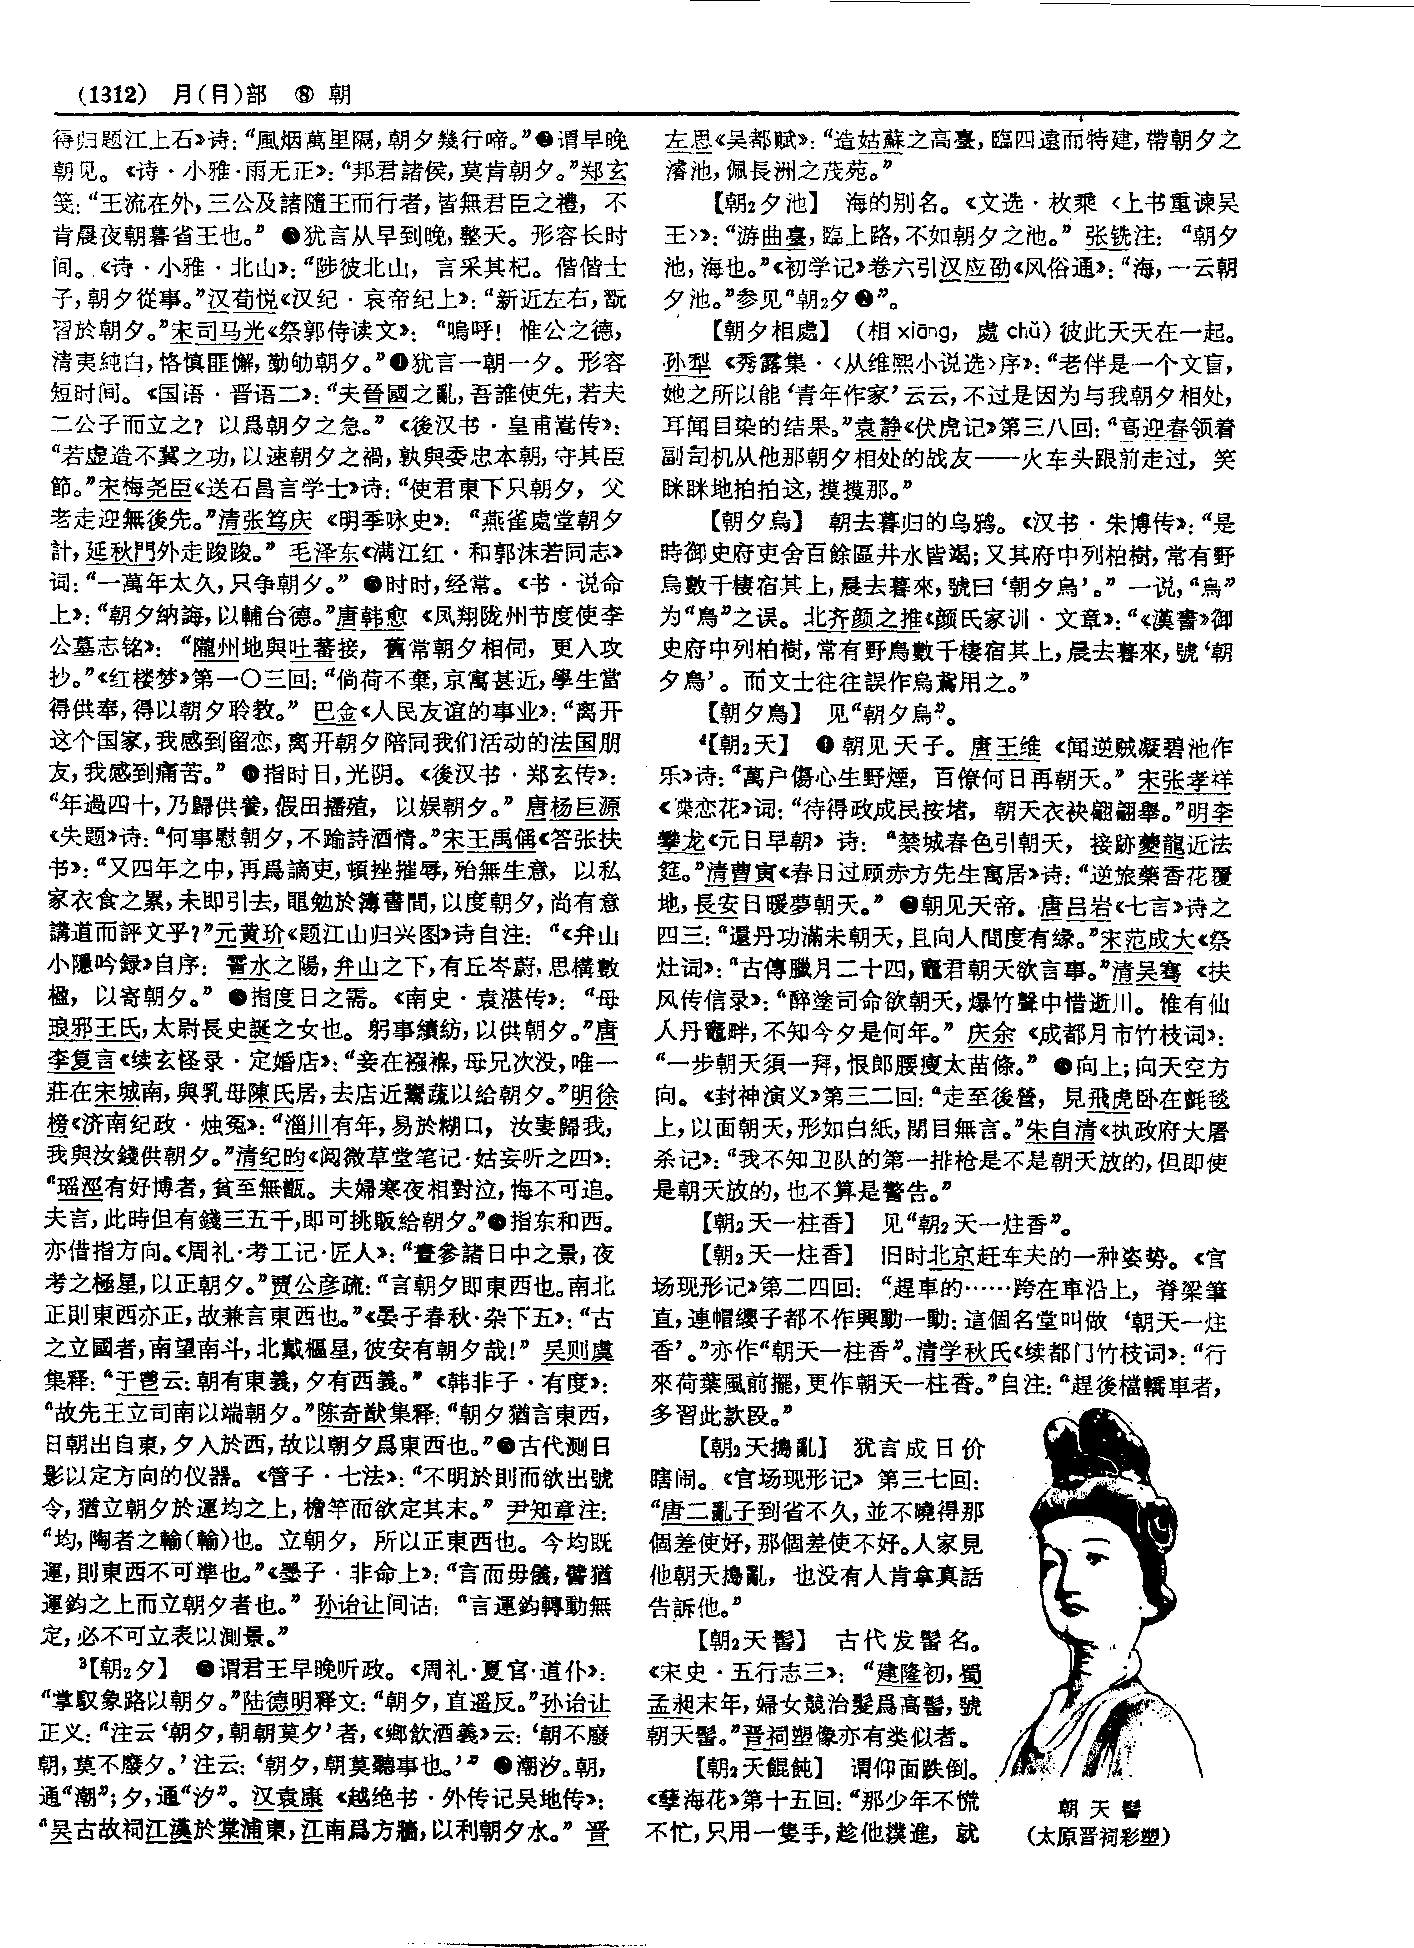 (1312) 月(⺝)部 ⑧ 朝
得归题江上石》诗：“風烟萬里隔，朝夕幾行啼。”❷谓早晚
朝见。《诗·小雅·雨无正》：“邦君諸侯，莫肯朝夕。”郑玄
笺：“王流在外，三公及諸隨王而行者，皆無君臣之禮，不
肯晨夜朝暮省王也。” ❸犹言从早到晚，整天。形容长时
间。《诗·小雅·北山》：“陟彼北山，言采其杞。偕偕士
子，朝夕從事。”汉荀悦《汉纪·哀帝纪上》：“新近左右，翫
習於朝夕。”宋司马光《祭郭侍读文》：“嗚呼！惟公之德，
清夷純白，恪慎匪懈，勤劬朝夕。”❹犹言一朝一夕。形容
短时间。《国语·晋语二》：“夫晉國之亂，吾誰使先，若夫
二公子而立之？以爲朝夕之急。”《後汉书·皇甫嵩传》：
“若虚造不冀之功，以速朝夕之禍，孰與委忠本朝，守其臣
節。”宋梅尧臣《送石昌言学士》诗：“使君東下只朝夕，父
老走迎無後先。”清张笃庆《明季咏史》：“燕雀處堂朝夕
計，延秋門外走踆踆。” 毛泽东《满江红·和郭沫若同志》
词：“一萬年太久，只争朝夕。” ❺时时，经常。《书·说命
上》：“朝夕納誨，以輔台德。”唐韩愈《凤翔陇州节度使李
公墓志铭》：“隴州地與吐蕃接，舊常朝夕相伺，更入攻
抄。”《红楼梦》第一〇三回：“倘荷不棄，京寓甚近，學生當
得供奉，得以朝夕聆教。” 巴金《人民友谊的事业》：“离开
这个国家，我感到留恋，离开朝夕陪同我们活动的法国朋
友，我感到痛苦。” ❻指时日，光阴。《後汉书·郑玄传》：
“年過四十，乃歸供養，假田播殖，以娱朝夕。” 唐杨巨源
《失题》诗：“何事慰朝夕，不踰詩酒情。”宋王禹偁《答张扶
书》：“又四年之中，再爲謫吏，頓挫摧辱，殆無生意，以私
家衣食之累，未即引去，黽勉於簿書間，以度朝夕，尚有意
講道而評文乎？”元黄玠《题江山归兴图》诗自注：“《弁山
小隱吟録》自序：晉水之陽，弁山之下，有丘岑蔚，思構數
楹，以寄朝夕。” ❼指度日之需。《南史·袁湛传》：“母
琅邪王氏，太尉長史誕之女也。躬事績紡，以供朝夕。”唐
李复言《续玄怪录·定婚店》：“妾在襁褓，母兄次没，唯一
莊在宋城南，與乳母陳氏居，去店近鬻蔬以給朝夕。”明徐
榜《济南纪政·烛冤》：“淄川有年，易於糊口，汝妻歸我，
我與汝錢供朝夕。”清纪昀《阅微草堂笔记·姑妄听之四》：
“瑶涇有好博者，貧至無甑。夫婦寒夜相對泣，悔不可追。
夫言，此時但有錢三五千，即可挑販給朝夕。”❽指东和西。
亦借指方向。《周礼·考工记·匠人》：“晝參諸日中之景，夜
考之極星，以正朝夕。”贾公彦疏：“言朝夕即東西也。南北
正則東西亦正，故兼言東西也。”《晏子春秋·杂下五》：“古
之立國者，南望南斗，北戴樞星，彼安有朝夕哉！” 吴则虞
集释：“于鬯云：朝有東義，夕有西義。”《韩非子·有度》：
“故先王立司南以端朝夕。”陈奇猷集释：“朝夕猶言東西，
日朝出自東，夕入於西，故以朝夕爲東西也。”❾古代测日
影以定方向的仪器。《管子·七法》：“不明於則而欲出號
令，猶立朝夕於運均之上，檐竿而欲定其末。” 尹知章注：
“均，陶者之輪(輪)也。立朝夕，所以正東西也。今均既
運，則東西不可準也。”《墨子·非命上》：“言而毋儀，譬猶
運鈞之上而立朝夕者也。” 孙诒让间诂：“言運鈞轉動無
定，必不可立表以測景。”
³【朝₂夕】 ❶谓君王早晚听政。《周礼·夏官·道仆》：
“掌馭象路以朝夕。”陆德明释文：“朝夕，直遥反。”孙诒让
正义：“注云‘朝夕，朝朝莫夕’者，《鄉飲酒義》云：‘朝不廢
朝，莫不廢夕。’注云：‘朝夕，朝莫聽事也。’” ❷潮汐。朝，
通“潮”；夕，通“汐”。汉袁康《越绝书·外传记吴地传》：
“吴古故祠江漢於棠浦東，江南爲方牆，以利朝夕水。” 晋
左思《吴都赋》：“造姑蘇之高臺，臨四遠而特建，帶朝夕之
濬池，佩長洲之茂苑。”
【朝₂夕池】 海的别名。《文选·枚乘〈上书重谏吴
王〉》：“游曲臺，臨上路，不如朝夕之池。” 张铣注：“朝夕
池，海也。”《初学记》卷六引汉应劭《风俗通》：“海，一云朝
夕池。”参见“朝₂夕❷”。
【朝夕相處】 (相 xiāng，處 chǔ)彼此天天在一起。
孙犁《秀露集·〈从维熙小说选〉序》：“老伴是一个文盲，
她之所以能‘青年作家’云云，不过是因为与我朝夕相处，
耳闻目染的结果。”袁静《伏虎记》第三八回：“葛迎春领着
副司机从他那朝夕相处的战友——火车头跟前走过，笑
眯眯地拍拍这，摸摸那。”
【朝夕烏】 朝去暮归的乌鸦。《汉书·朱博传》：“是
時御史府吏舍百餘區井水皆竭；又其府中列柏樹，常有野
烏數千棲宿其上，晨去暮來，號曰‘朝夕烏’。” 一说，“烏”
为“鳥”之误。北齐颜之推《颜氏家训·文章》：“《漢書》御
史府中列柏樹，常有野鳥數千棲宿其上，晨去暮來，號‘朝
夕鳥’。而文士往往誤作烏鳶用之。”
【朝夕鳥】 见“朝夕烏”。
⁴【朝₂天】 ❶朝见天子。唐王维《闻逆贼凝碧池作
乐》诗：“萬户傷心生野煙，百僚何日再朝天。” 宋张孝祥
《蝶恋花》词：“待得政成民按堵，朝天衣袂翩翩舉。”明李
攀龙《元日早朝》诗：“禁城春色引朝天，接跡夔龍近法
筵。”清曹寅《春日过顾赤方先生寓居》诗：“逆旅藥香花覆
地，長安日暖夢朝天。” ❷朝见天帝。唐吕岩《七言》诗之
四三：“還丹功滿未朝天，且向人間度有缘。”宋范成大《祭
灶词》：“古傳臘月二十四，竈君朝天欲言事。”清吴骞《扶
风传信录》：“醉塗司命欲朝天，爆竹聲中惜逝川。惟有仙
人丹竈畔，不知今夕是何年。” 庆余《成都月市竹枝词》：
“一步朝天須一拜，恨郎腰瘦太苗條。” ❸向上；向天空方
向。《封神演义》第三二回：“走至後營，見飛虎卧在氈毯
上，以面朝天，形如白紙，閉目無言。”朱自清《执政府大屠
杀记》：“我不知卫队的第一排枪是不是朝天放的，但即使
是朝天放的，也不算是警告。”
【朝₂天一柱香】 见“朝₂天一炷香”。
【朝₂天一炷香】 旧时北京赶车夫的一种姿势。《官
场现形记》第二四回：“趕車的……跨在車沿上，脊梁筆
直，連帽纓子都不作興動一動：這個名堂叫做‘朝天一炷
香’。”亦作“朝天一柱香”。清学秋氏《续都门竹枝词》：“行
來荷葉風前擺，更作朝天一柱香。”自注：“趕後檔轎車者，
多習此款段。”
【朝₂天搗亂】 犹言成日价
瞎闹。《官场现形记》第三七回：
“唐二亂子到省不久，並不曉得那
個差使好，那個差使不好。人家見
他朝天搗亂，也没有人肯拿真話
告訴他。”
【朝₂天髻】 古代发髻名。
《宋史·五行志三》：“建隆初，蜀
孟昶末年，婦女競治髮爲高髻，號
朝天髻。”晋祠塑像亦有类似者。
【朝₂天餛飩】 谓仰面跌倒。
《孽海花》第十五回：“那少年不慌
不忙，只用一隻手，趁他撲進，就
朝天髻
(太原晋祠彩塑)